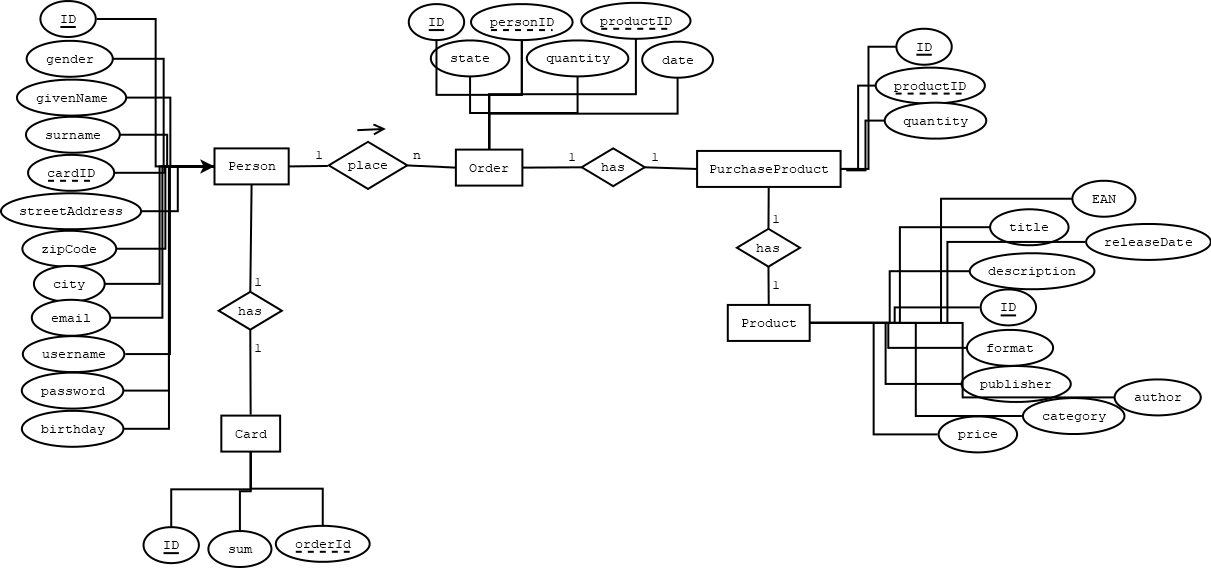 ID
gender
givenName
surname
cardID
streetAddress
zipCode
city
email
username
password
birthday
Person
1
place
n
ID
personID
productID
state
quantity
date
Order
1
has
1
PurchaseProduct
ID
productID
quantity
1
has
1
Product
EAN
title
releaseDate
description
ID
format
publisher
author
category
price
1
has
1
Card
ID
sum
orderId